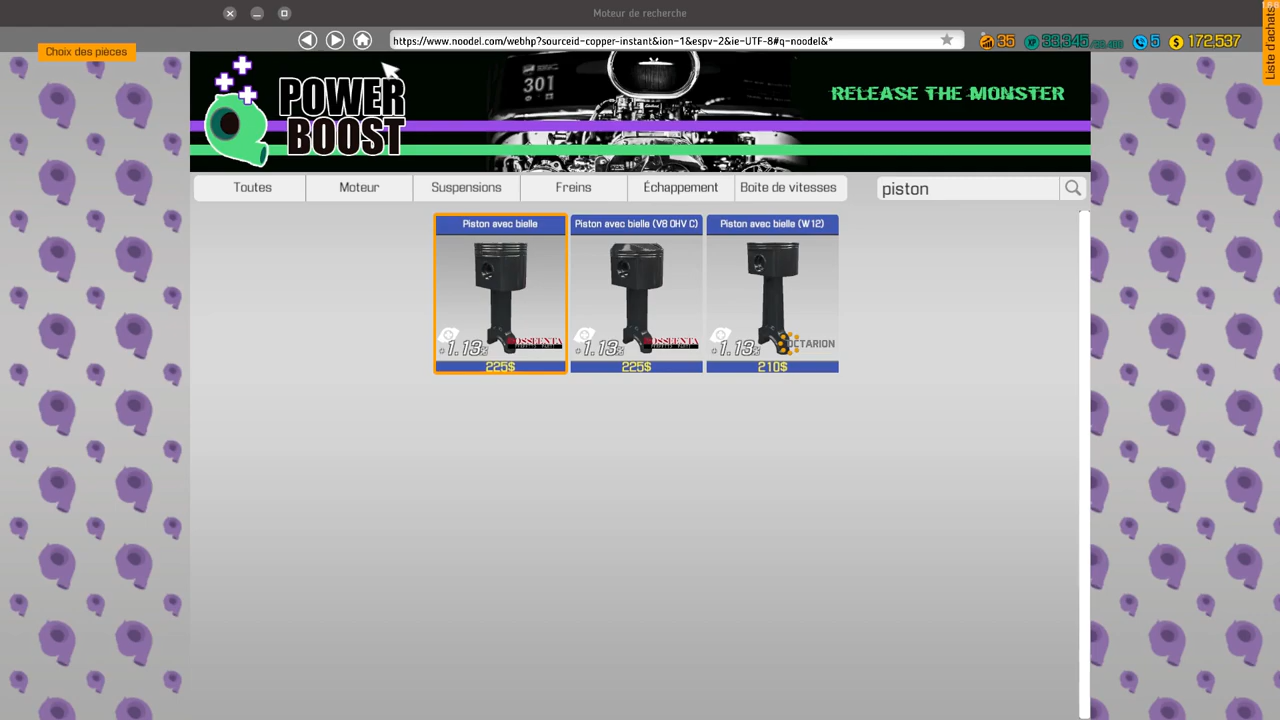 Moteur de recherche
Choix des pièces
https://www.noodel.com/webhp?sourceid-copper-instant&ion-1&espv-2&ie-UTF-8#q-noodel&*
35
33,345
5
172,537
Liste d'achats
POWER
BOOST
301
RELEASE THE MONSTER
Toutes
Moteur
Suspensions
Freins
Échappement
Boite de vitesses
piston
Piston avec bielle
Piston avec bielle (V8 OHV C)
Piston avec bielle (W12)
+1.13%
+1.13%
+1.13%
OCTARION
225$
225$
210$